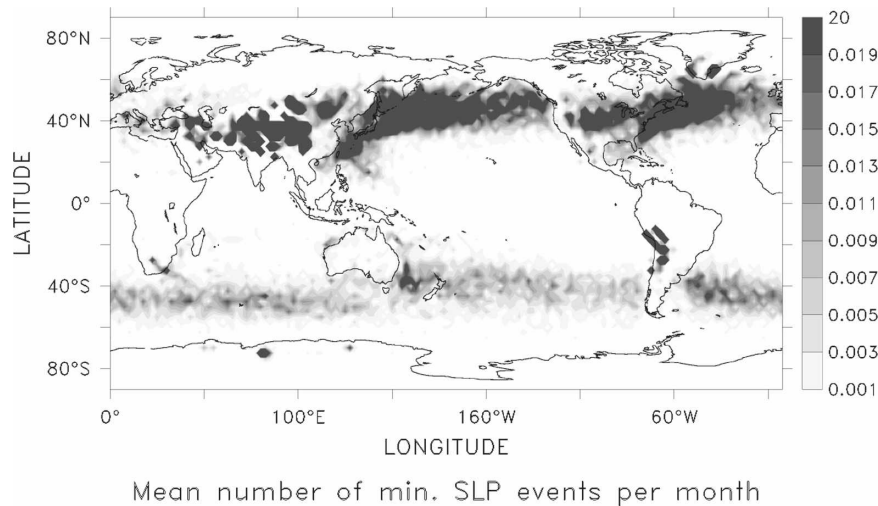 80°N
40°N
0°
40°S
80°S
LATITUDE
0°
100°E
160°W
60°W
LONGITUDE
20
0.019
0.017
0.015
0.013
0.011
0.009
0.007
0.005
0.003
0.001
Mean number of min. SLP events per month